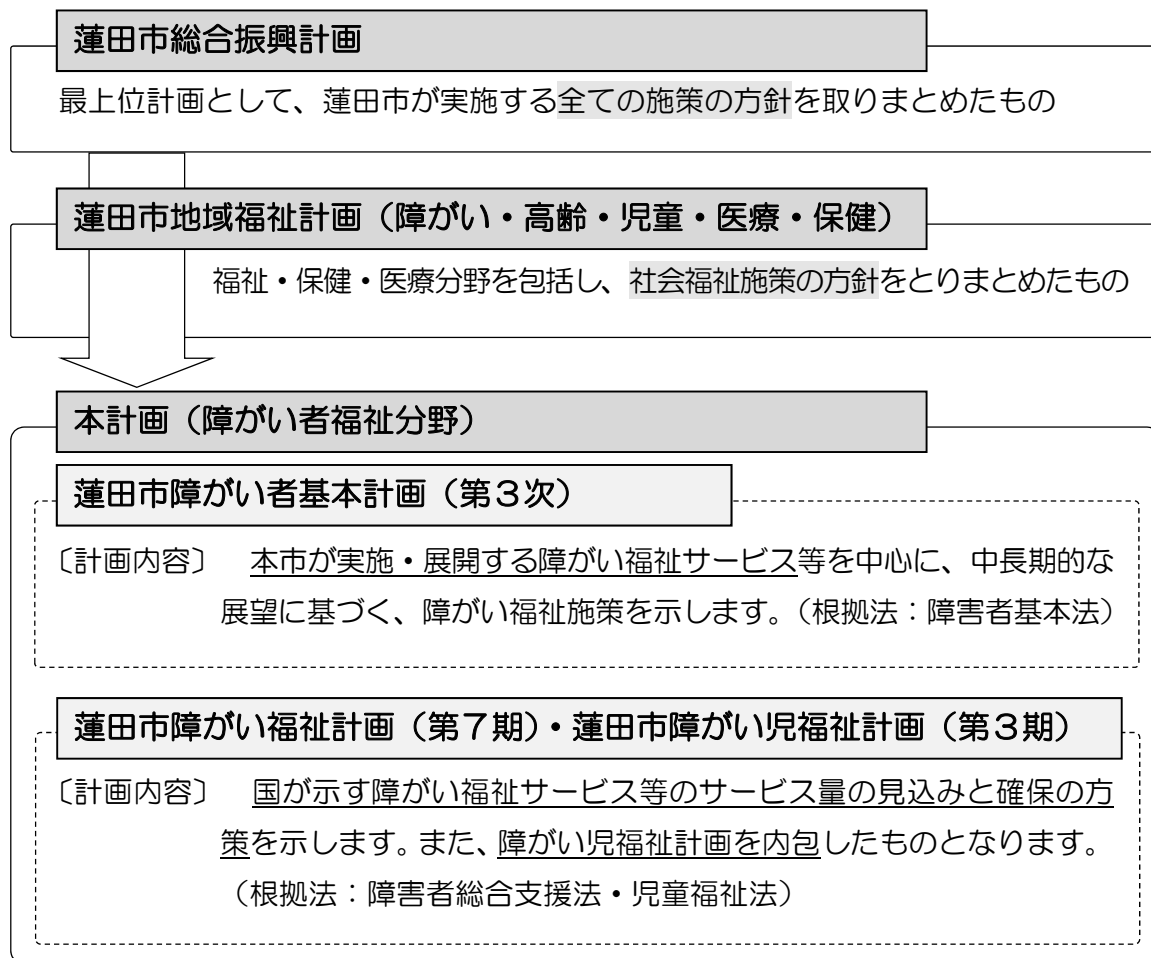 蓮田市総合振興計画
最上位計画として、蓮田市が実施する全ての施策の方針を取りまとめたもの
蓮田市地域福祉計画（障がい・高齢・児童・医療・保健）
福祉・保健・医療分野を包括し、社会福祉施策の方針をとりまとめたもの
本計画（障がい者福祉分野）
蓮田市障がい者基本計画（第３次）
〔計画内容〕　本市が実施・展開する障がい福祉サービス等を中心に、中長期的な
展望に基づく、障がい福祉施策を示します。（根拠法：障害者基本法）
蓮田市障がい福祉計画（第７期）・蓮田市障がい児福祉計画（第３期）
〔計画内容〕　国が示す障がい福祉サービス等のサービス量の見込みと確保の方
策を示します。また、障がい児福祉計画を内包したものとなります。
（根拠法：障害者総合支援法・児童福祉法）